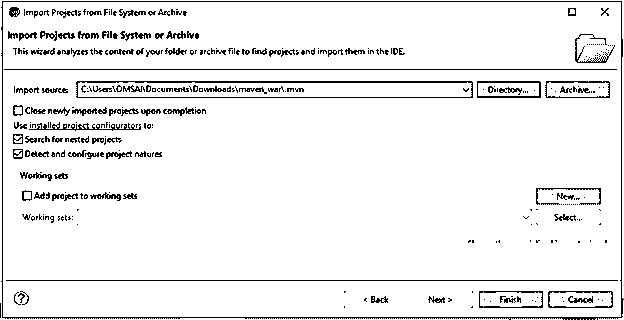 Import Projects from File System or Archive
Import Projects from File System or Archive
This wizard analyzes the content of your folder or archive file to find projects and import them in the IDE.
Import source: C:\Users\OMSAI\Documents\Downloads\maven_war\.mvn Directory... Archive...
Close newly imported projects upon completion
Use installed project configurators to:
Search for nested projects
Detect and configure project natures
Working sets
Add project to working sets New...
Working sets: Select...
? < Back Next > Finish Cancel